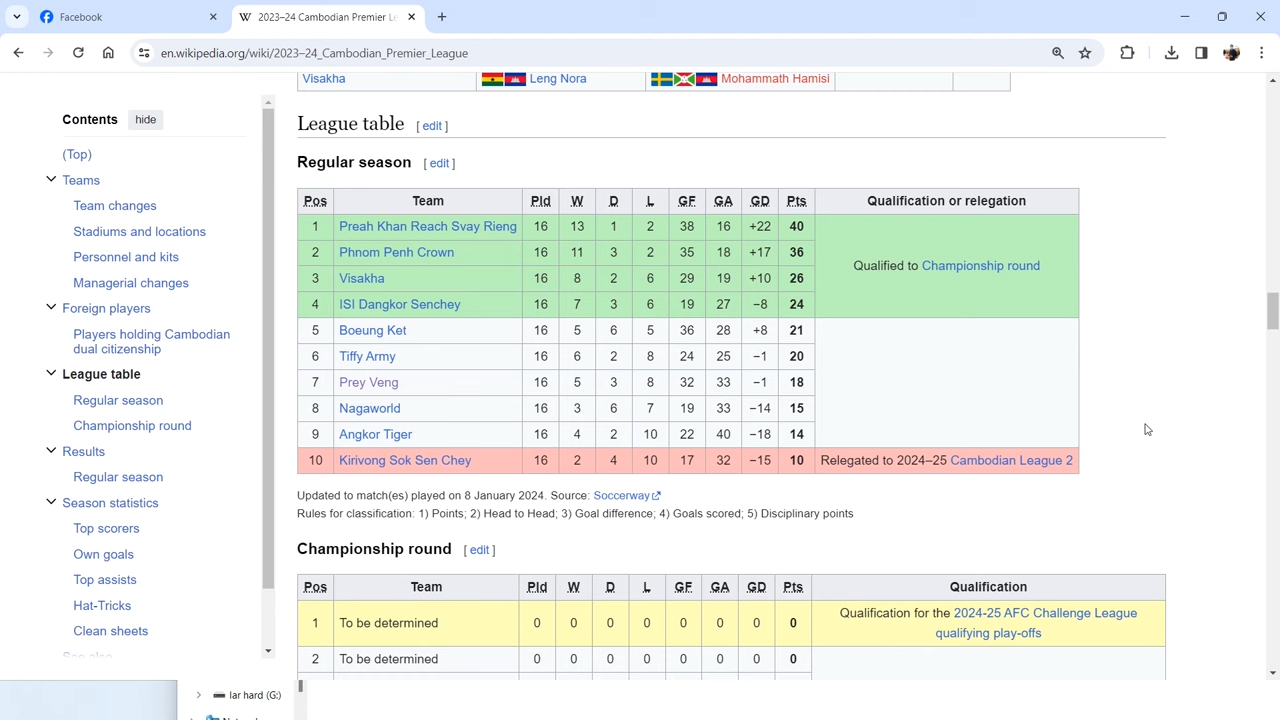 Facebook
2023–24 Cambodian Premier Le
en.wikipedia.org/wiki/2023–24_Cambodian_Premier_League
Contents hide
(Top)
Teams
Team changes
Stadiums and locations
Personnel and kits
Managerial changes
Foreign players
Players holding Cambodian
dual citizenship
League table
Regular season
Championship round
Results
Regular season
Season statistics
Top scorers
Own goals
Top assists
Hat-Tricks
Clean sheets
See also
Visakha Leng Nora Mohammath Hamisi
League table [ edit ]
Regular season [ edit ]
Pos Team Pld W D L GF GA GD Pts Qualification or relegation
1 Preah Khan Reach Svay Rieng 16 13 1 2 38 16 +22 40
2 Phnom Penh Crown 16 11 3 2 35 18 +17 36
Qualified to Championship round
3 Visakha 16 8 2 6 29 19 +10 26
4 ISI Dangkor Senchey 16 7 3 6 19 27 −8 24
5 Boeung Ket 16 5 6 5 36 28 +8 21
6 Tiffy Army 16 6 2 8 24 25 −1 20
7 Prey Veng 16 5 3 8 32 33 −1 18
8 Nagaworld 16 3 6 7 19 33 −14 15
9 Angkor Tiger 16 4 2 10 22 40 −18 14
10 Kirivong Sok Sen Chey 16 2 4 10 17 32 −15 10 Relegated to 2024–25 Cambodian League 2
Updated to match(es) played on 8 January 2024. Source: Soccerway
Rules for classification: 1) Points; 2) Head to Head; 3) Goal difference; 4) Goals scored; 5) Disciplinary points
Championship round [ edit ]
Pos Team Pld W D L GF GA GD Pts Qualification
1 To be determined 0 0 0 0 0 0 0 0 Qualification for the 2024-25 AFC Challenge League
qualifying play-offs
2 To be determined 0 0 0 0 0 0 0 0
lar hard (G:)